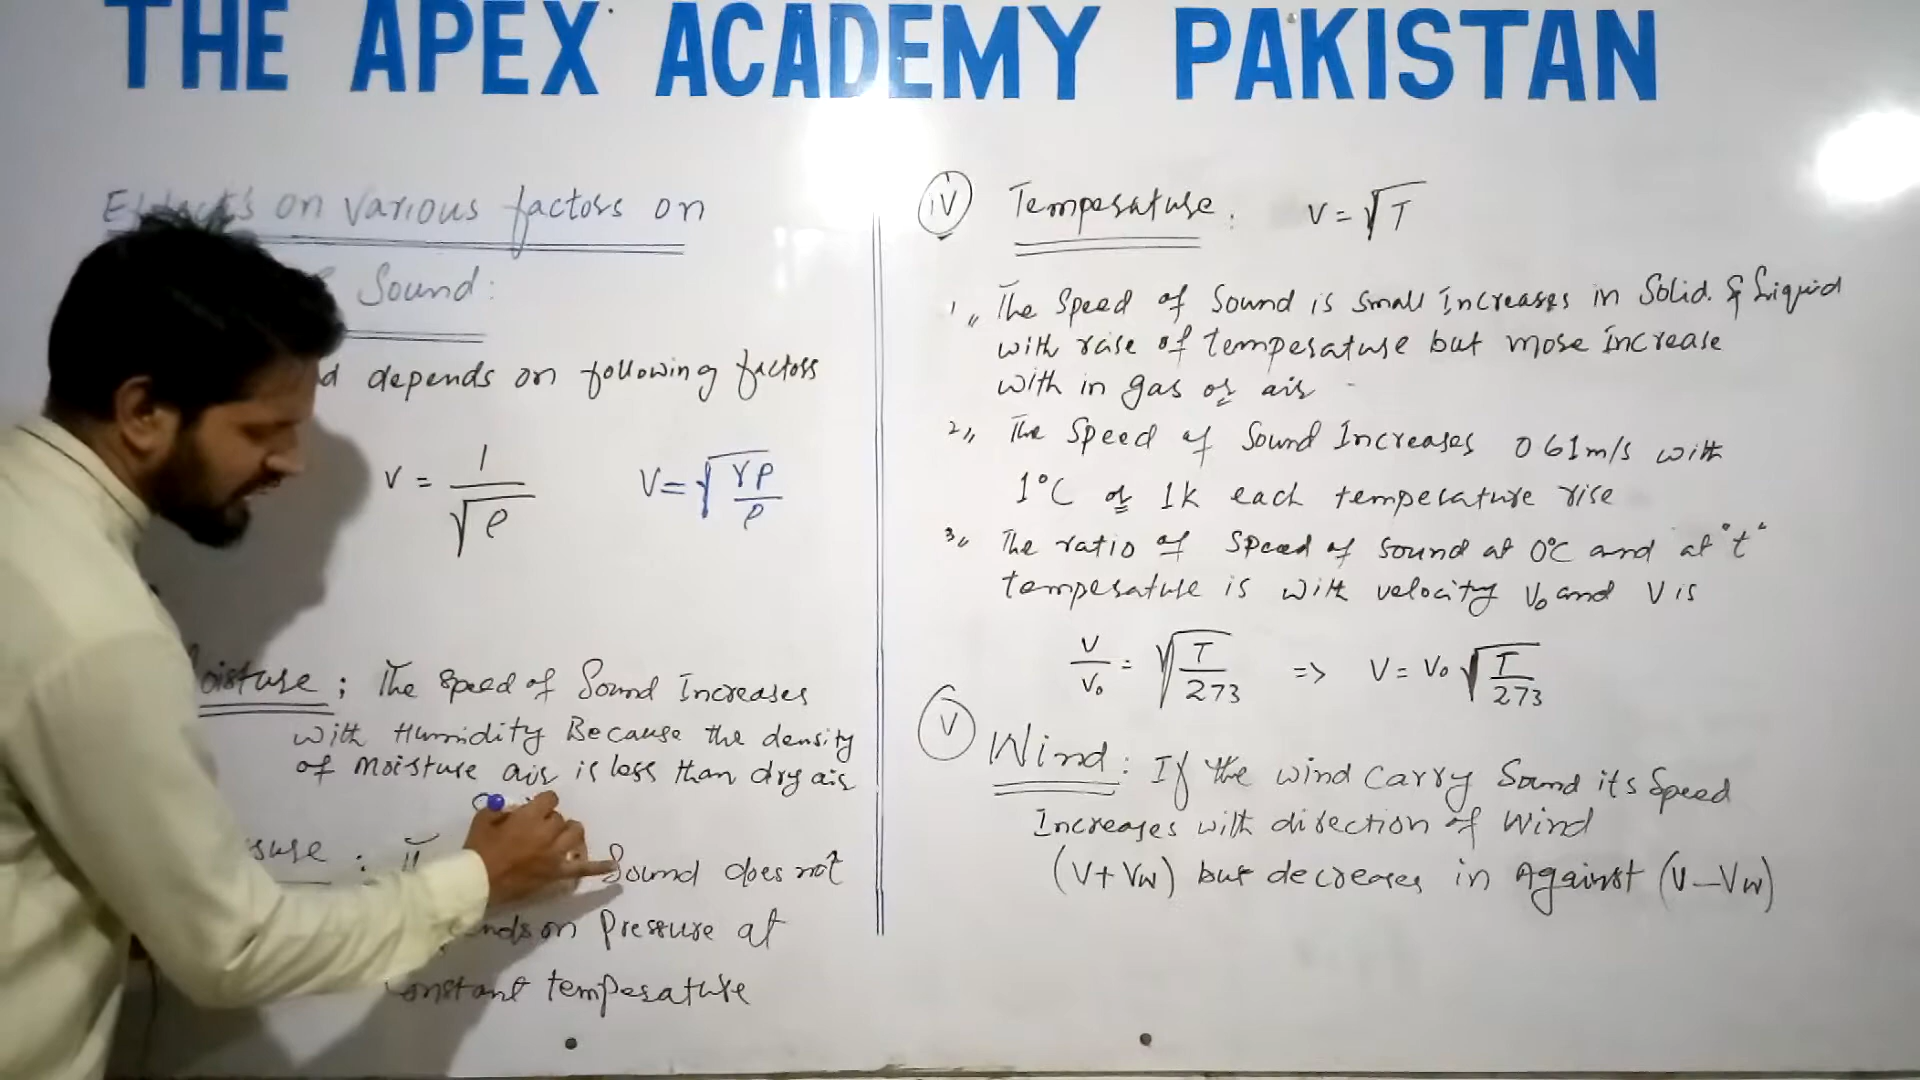 THE APEX ACADEMY PAKISTAN
Effects on various factors on
Sound:
depends on following factors
V = 1/√ρ
V = √γP/ρ
Moisture; The speed of Sound Increases
with Humidity Because the density
of Moisture air is less than dry air
Sound does not
on Pressure at
constant temperature
iv Temperature: V = √T
1,, The Speed of Sound is small Increases in Solid. & Liquid
with raise of temperature but more Increase
with in gas or air
2,, The Speed of Sound Increases 061m/s with
1°C or 1k each temperature rise
3,, The ratio of Speed of sound at 0°C and at "t"
temperature is with velocity V₀ and V is
V/V₀ = √T/273 => V = V₀ √T/273
V Wind: If the wind carry Sound its Speed
Increases with direction of Wind
(V+Vw) but decreases in Against (V–Vw)